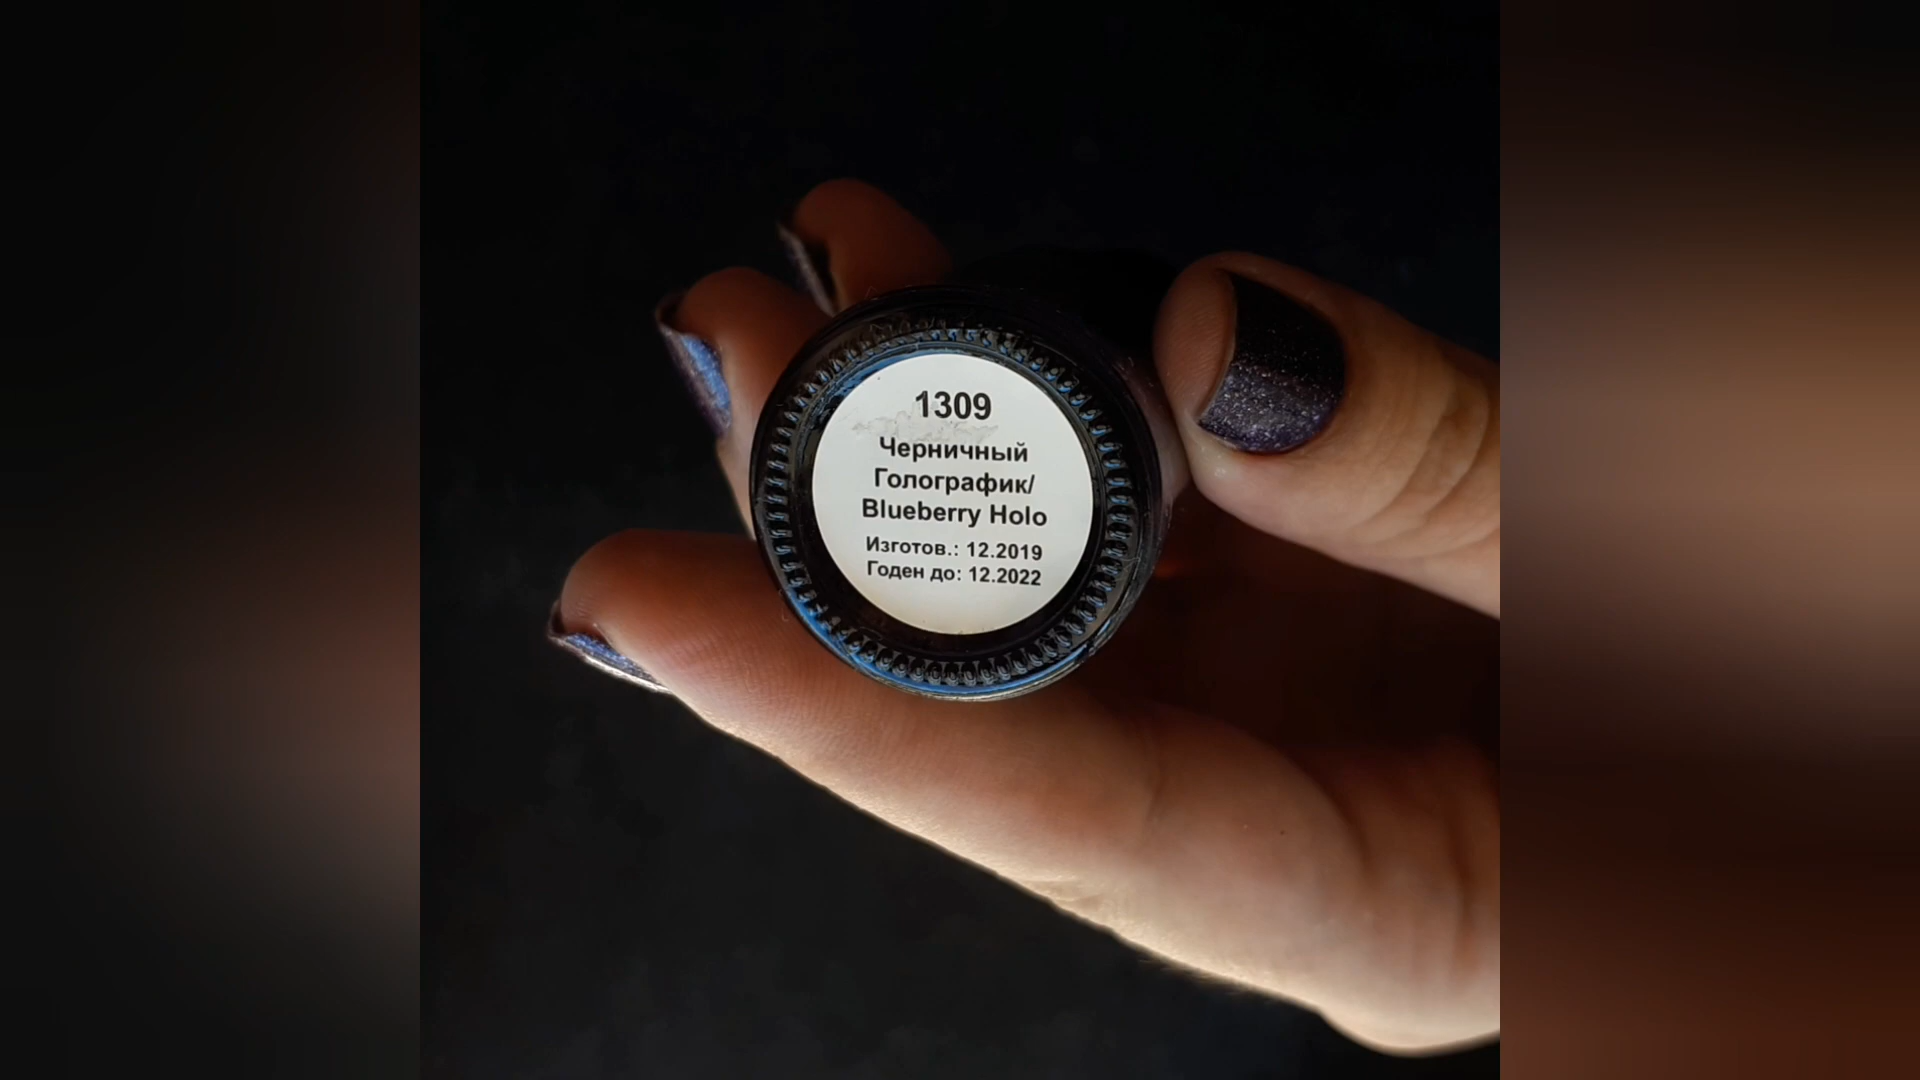 1309
Черничный
Голографик/
Blueberry Holo
Изготов.: 12.2019
Годен до: 12.2022